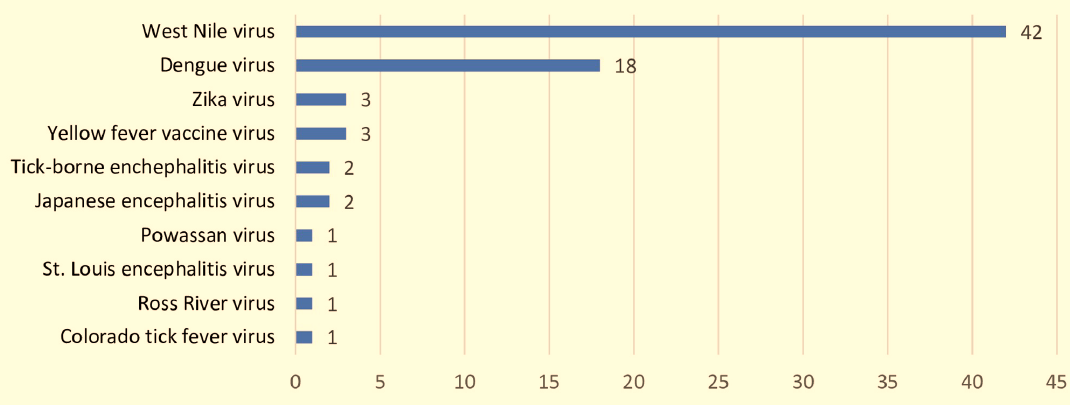 West Nile virus 42
Dengue virus 18
Zika virus 3
Yellow fever vaccine virus 3
Tick-borne enchephalitis virus 2
Japanese encephalitis virus 2
Powassan virus 1
St. Louis encephalitis virus 1
Ross River virus 1
Colorado tick fever virus 1
0 5 10 15 20 25 30 35 40 45